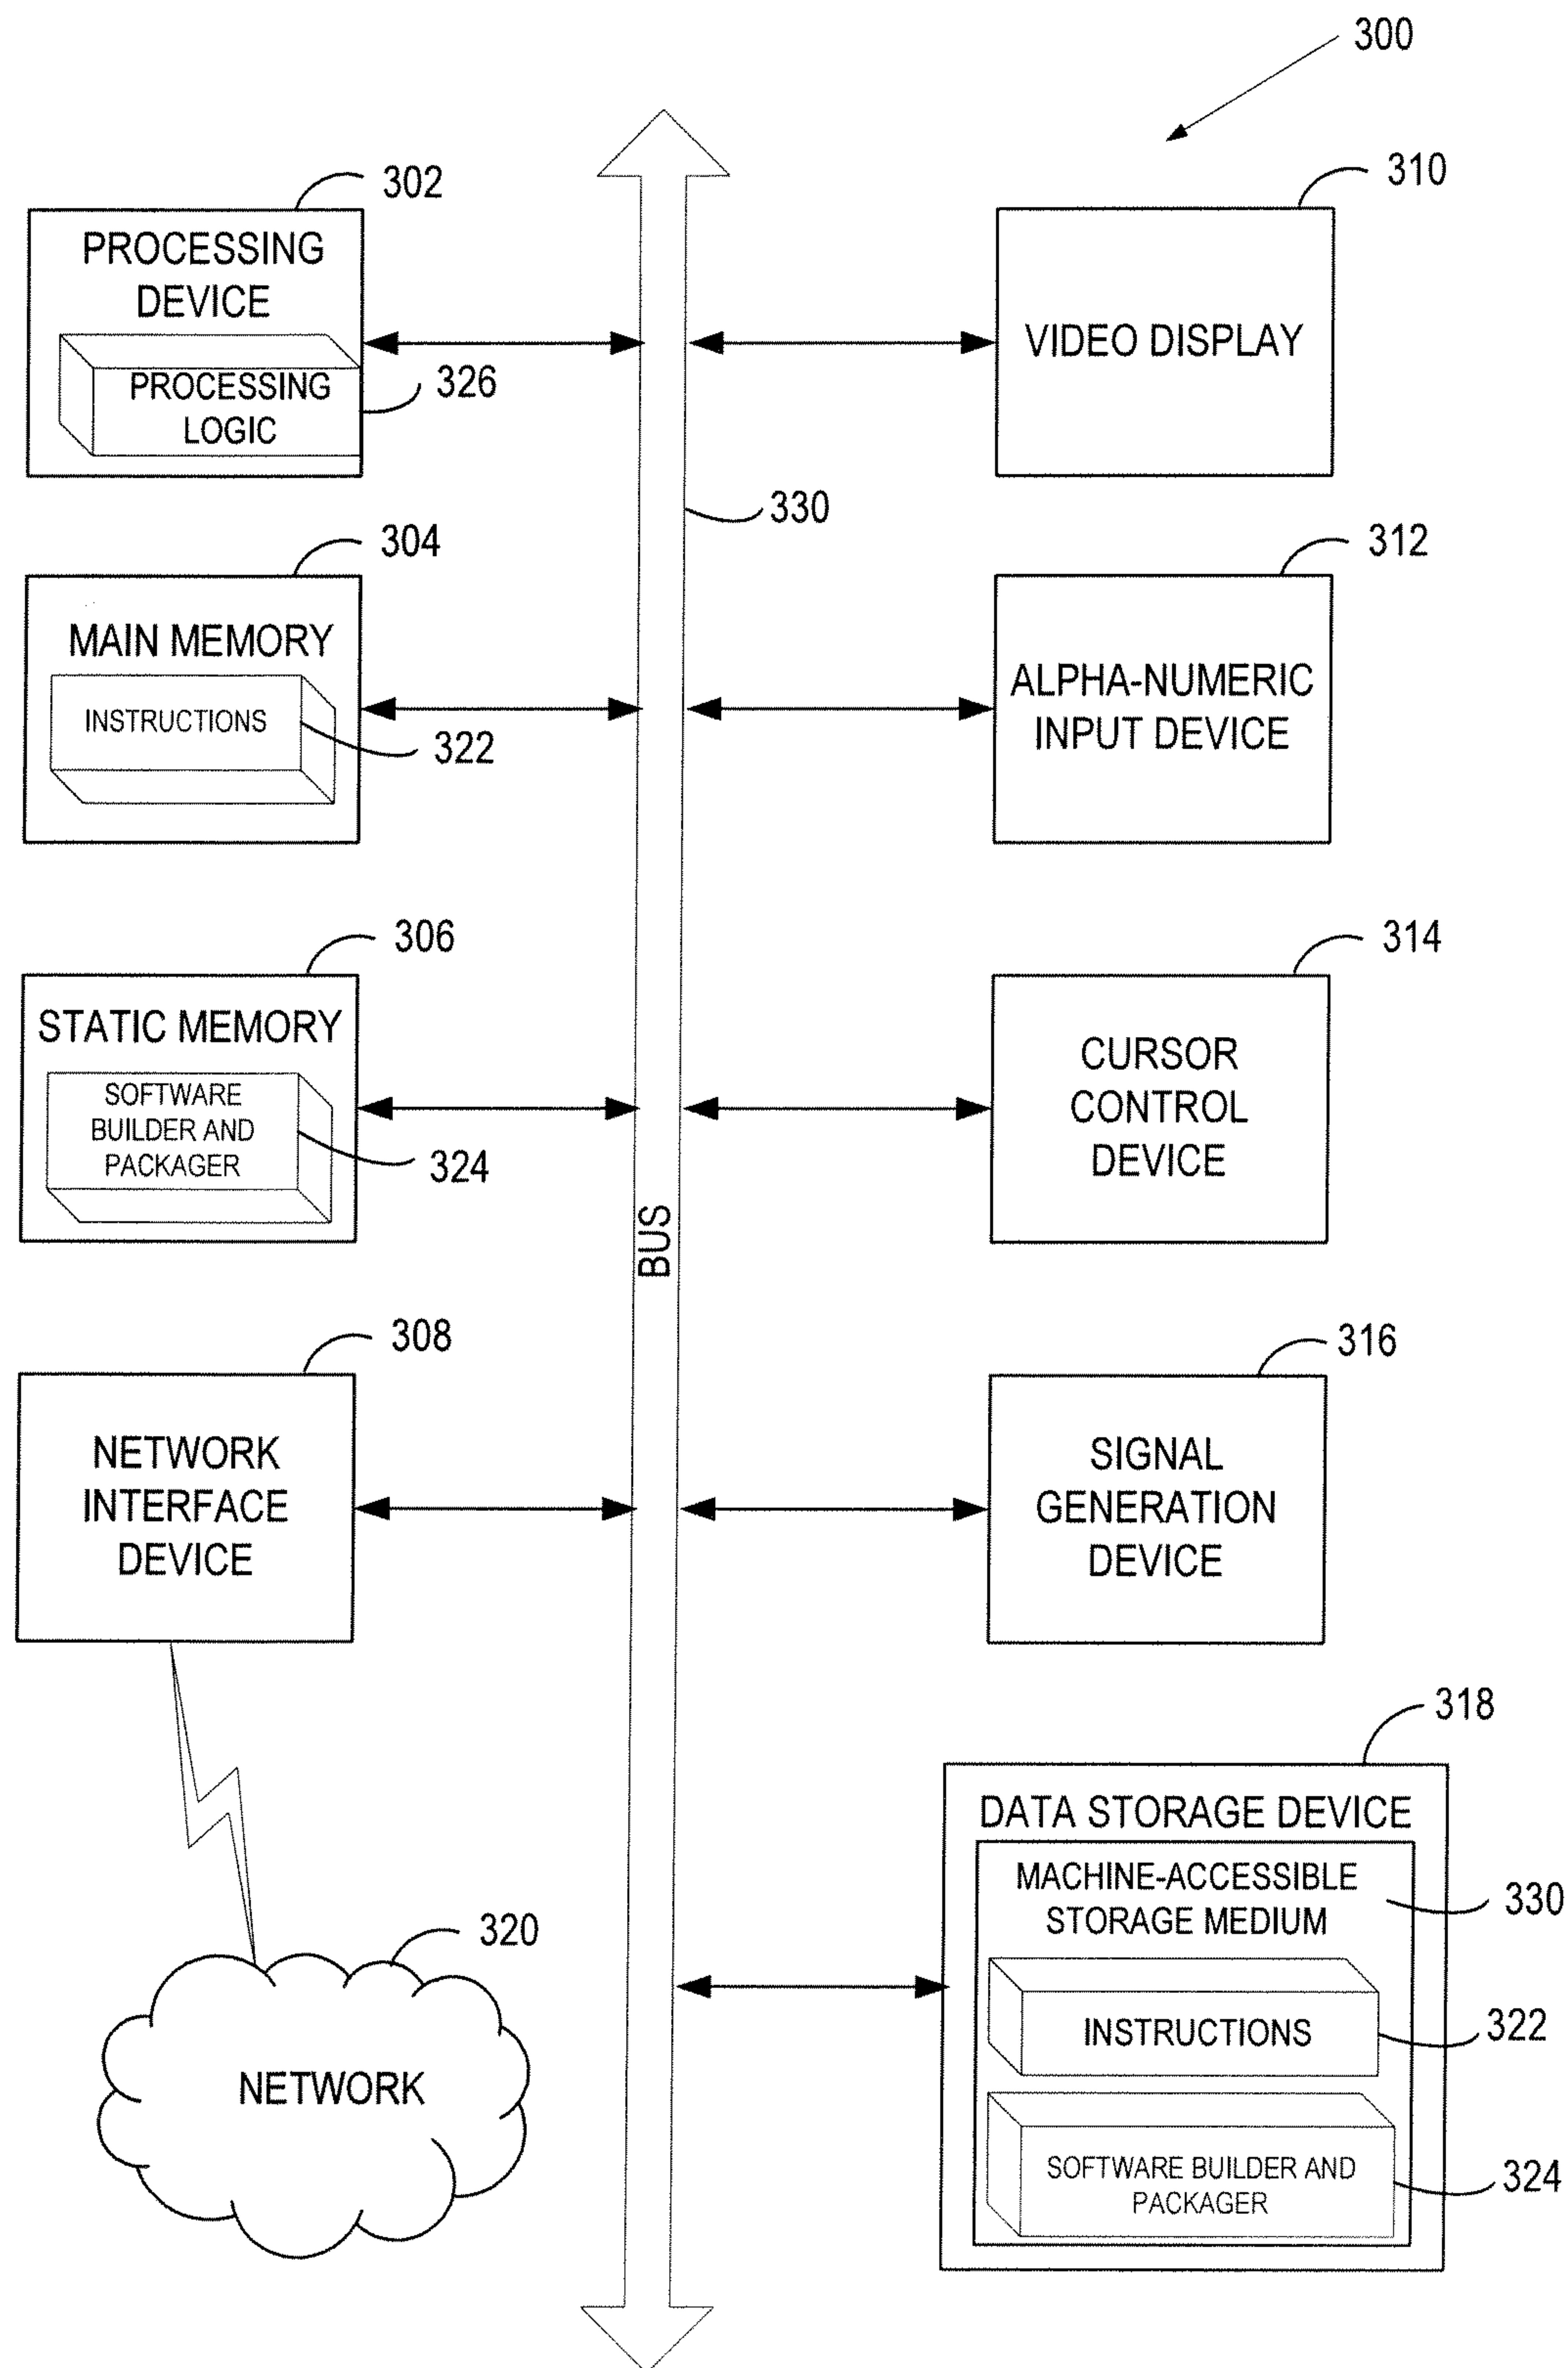 300
302
PROCESSING
DEVICE
PROCESSING
LOGIC
326
310
VIDEO DISPLAY
330
304
MAIN MEMORY
INSTRUCTIONS
322
312
ALPHA-NUMERIC
INPUT DEVICE
306
STATIC MEMORY
SOFTWARE
BUILDER AND
PACKAGER
324
314
CURSOR
CONTROL
DEVICE
BUS
308
NETWORK
INTERFACE
DEVICE
316
SIGNAL
GENERATION
DEVICE
320
NETWORK
318
DATA STORAGE DEVICE
MACHINE-ACCESSIBLE
STORAGE MEDIUM
330
INSTRUCTIONS
322
SOFTWARE BUILDER AND
PACKAGER
324